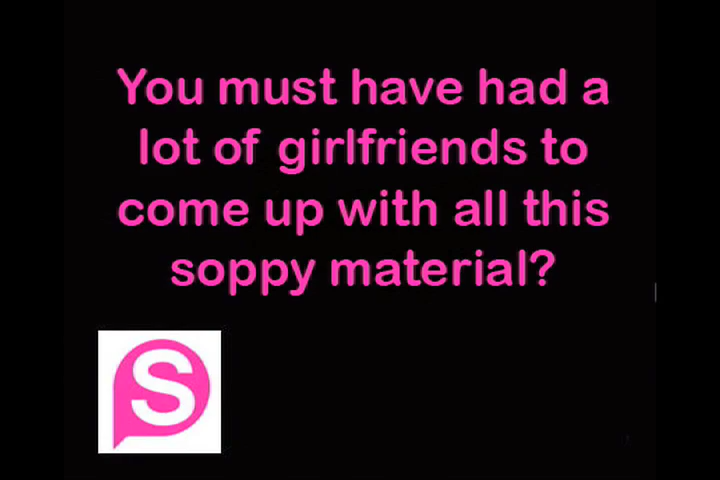 You must have had a
lot of girlfriends to
come up with all this
soppy material?
S